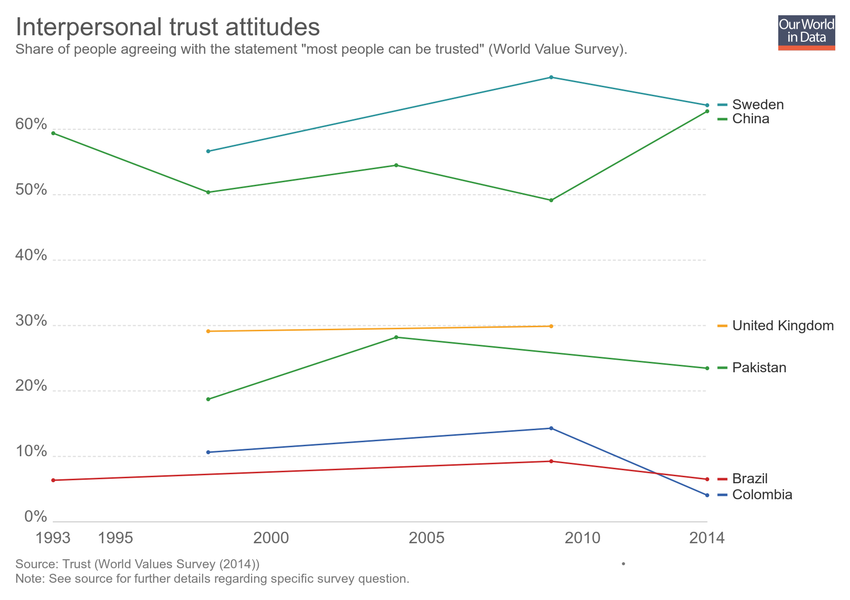 Interpersonal trust attitudes
Share of people agreeing with the statement "most people can be trusted" (World Value Survey).
Our World
in Data
60%
50%
40%
30%
20%
10%
0%
Sweden
China
United Kingdom
Pakistan
Brazil
Colombia
1993 1995 2000 2005 2010 2014
Source: Trust (World Values Survey (2014))
Note: See source for further details regarding specific survey question.